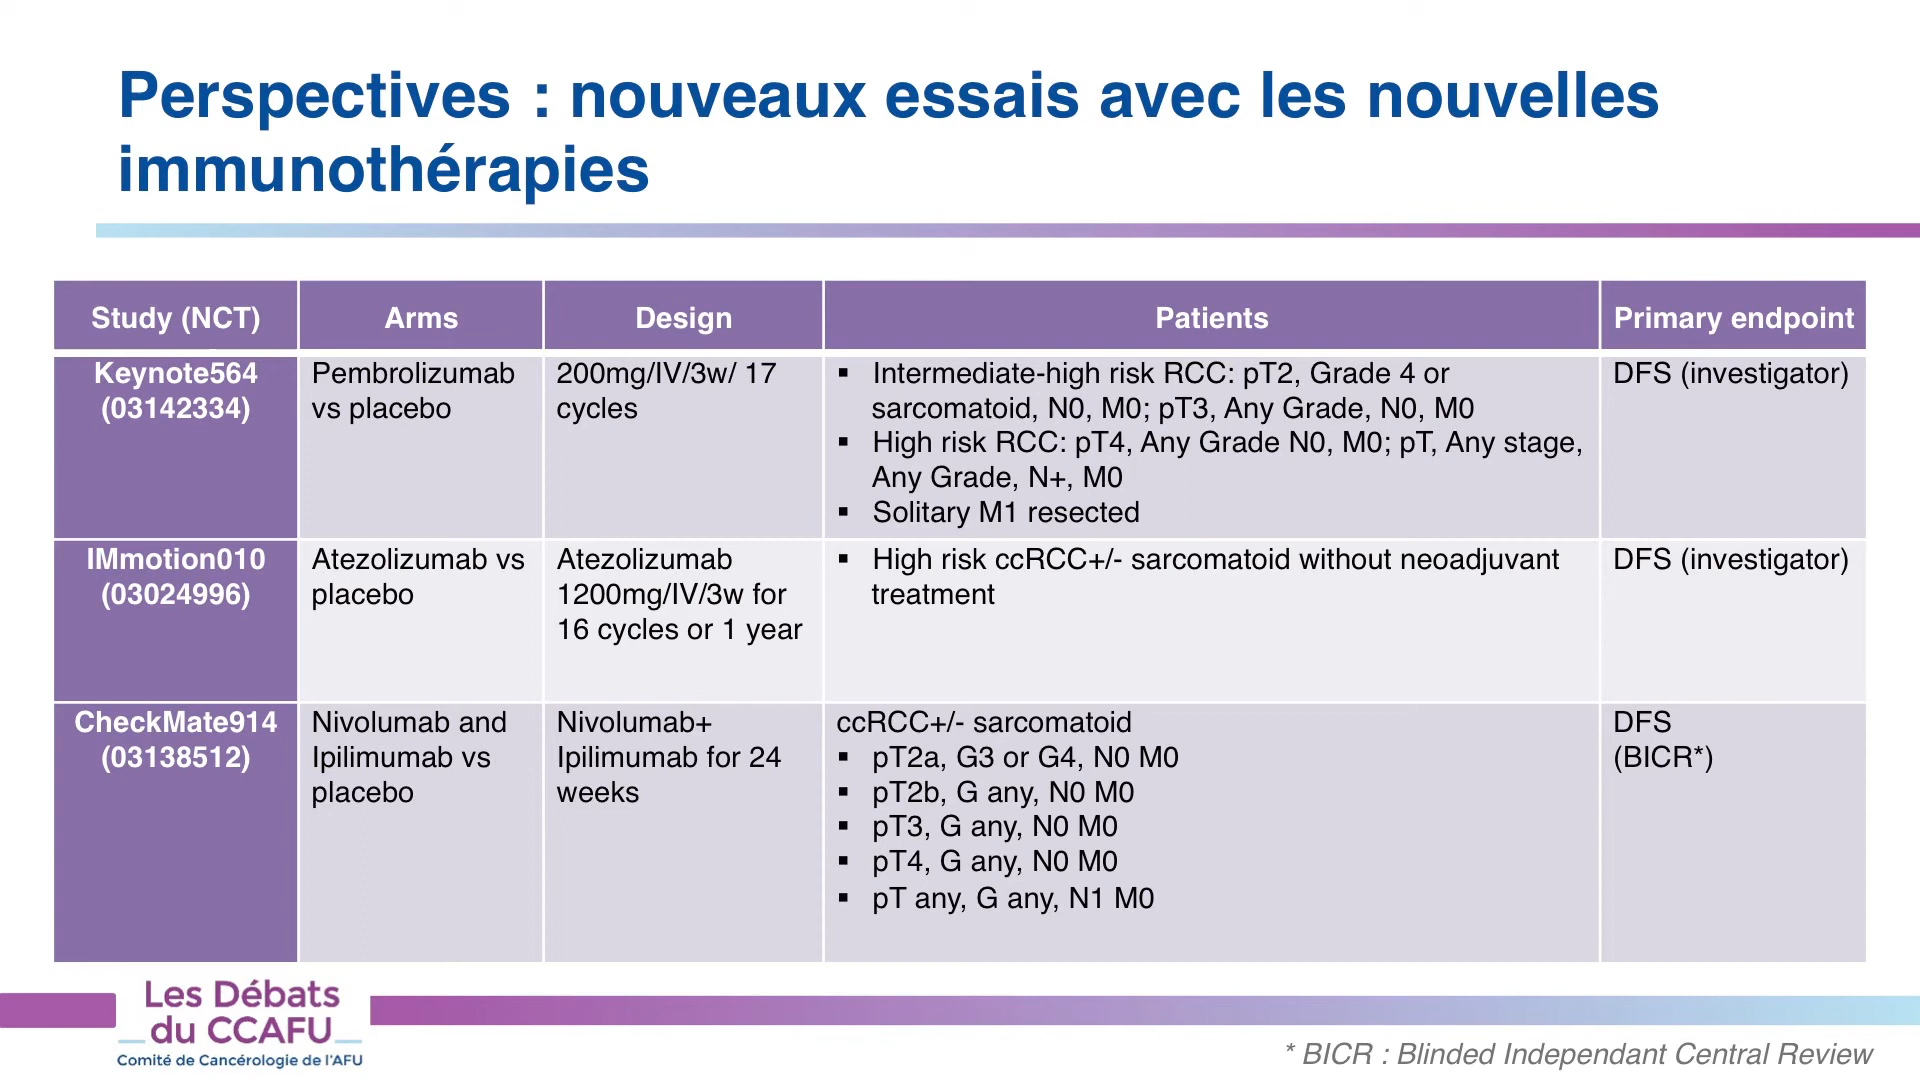 Perspectives : nouveaux essais avec les nouvelles
immunothérapies
Study (NCT)
Arms
Design
Patients
Primary endpoint
Keynote564
(03142334)
Pembrolizumab
vs placebo
200mg/IV/3w/ 17
cycles
▪ Intermediate-high risk RCC: pT2, Grade 4 or
sarcomatoid, N0, M0; pT3, Any Grade, N0, M0
▪ High risk RCC: pT4, Any Grade N0, M0; pT, Any stage,
Any Grade, N+, M0
▪ Solitary M1 resected
DFS (investigator)
IMmotion010
(03024996)
Atezolizumab vs
placebo
Atezolizumab
1200mg/IV/3w for
16 cycles or 1 year
▪ High risk ccRCC+/- sarcomatoid without neoadjuvant
treatment
DFS (investigator)
CheckMate914
(03138512)
Nivolumab and
Ipilimumab vs
placebo
Nivolumab+
Ipilimumab for 24
weeks
ccRCC+/- sarcomatoid
▪ pT2a, G3 or G4, N0 M0
▪ pT2b, G any, N0 M0
▪ pT3, G any, N0 M0
▪ pT4, G any, N0 M0
▪ pT any, G any, N1 M0
DFS
(BICR*)
Les Débats
du CCAFU
Comité de Cancérologie de l'AFU
* BICR : Blinded Independant Central Review